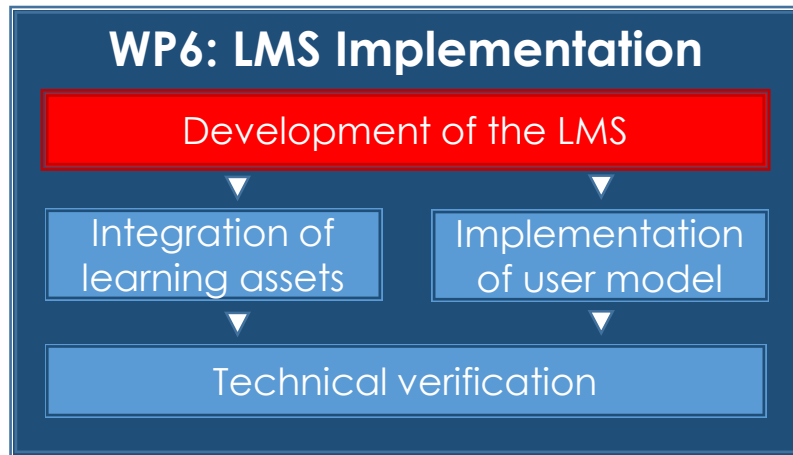 WP6: LMS Implementation
Development of the LMS
Integration of
learning assets
Implementation
of user model
Technical verification